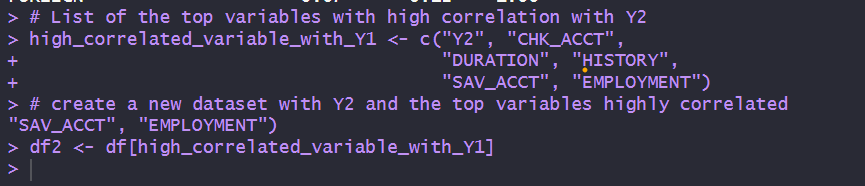 > # List of the top variables with high correlation with Y2
> high_correlated_variable_with_Y1 <- c("Y2", "CHK_ACCT",
+                                       "DURATION", "HISTORY",
+                                       "SAV_ACCT", "EMPLOYMENT")
> # create a new dataset with Y2 and the top variables highly correlated
"SAV_ACCT", "EMPLOYMENT")
> df2 <- df[high_correlated_variable_with_Y1]
>